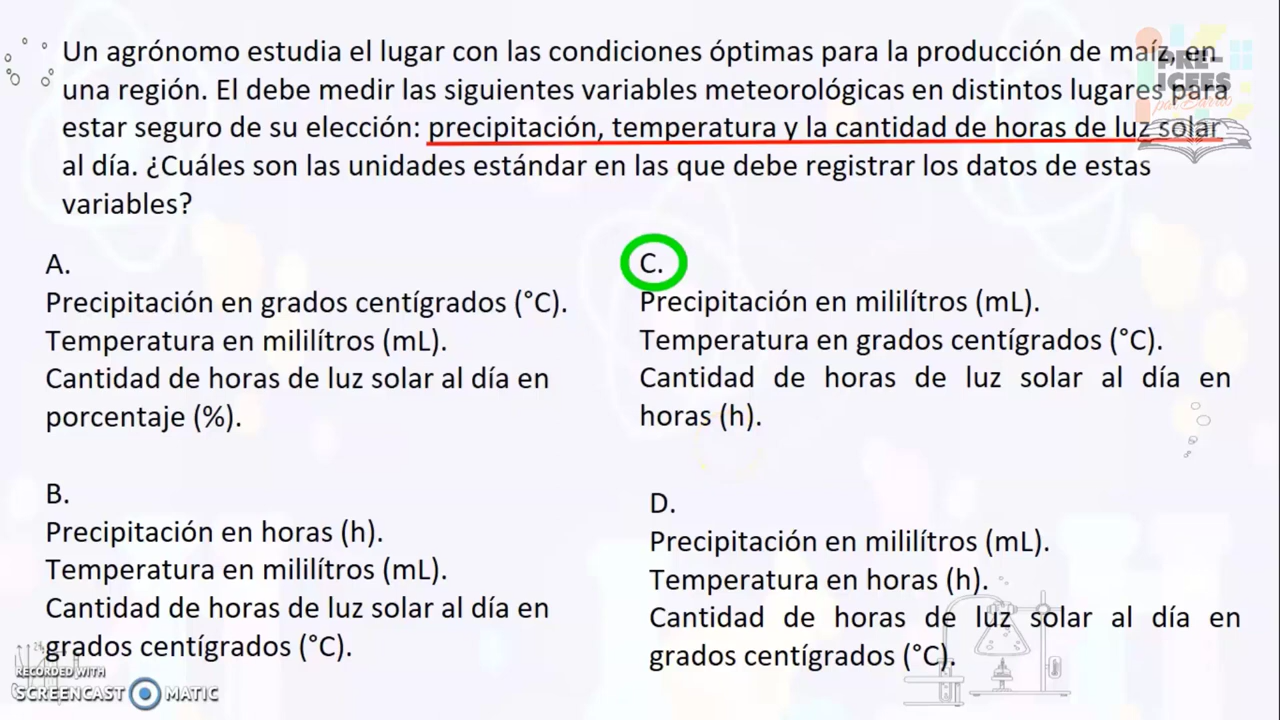 Un agrónomo estudia el lugar con las condiciones óptimas para la producción de maíz, en
una región. El debe medir las siguientes variables meteorológicas en distintos lugares para
estar seguro de su elección: precipitación, temperatura y la cantidad de horas de luz solar
al día. ¿Cuáles son las unidades estándar en las que debe registrar los datos de estas
variables?
A.
Precipitación en grados centígrados (°C).
Temperatura en mililítros (mL).
Cantidad de horas de luz solar al día en
porcentaje (%).
B.
Precipitación en horas (h).
Temperatura en mililítros (mL).
Cantidad de horas de luz solar al día en
grados centígrados (°C).
C.
Precipitación en mililítros (mL).
Temperatura en grados centígrados (°C).
Cantidad de horas de luz solar al día en
horas (h).
D.
Precipitación en mililítros (mL).
Temperatura en horas (h).
Cantidad de horas de luz solar al día en
grados centígrados (°C).
PRE-
ICFES
RECORDED WITH
SCREENCAST MATIC